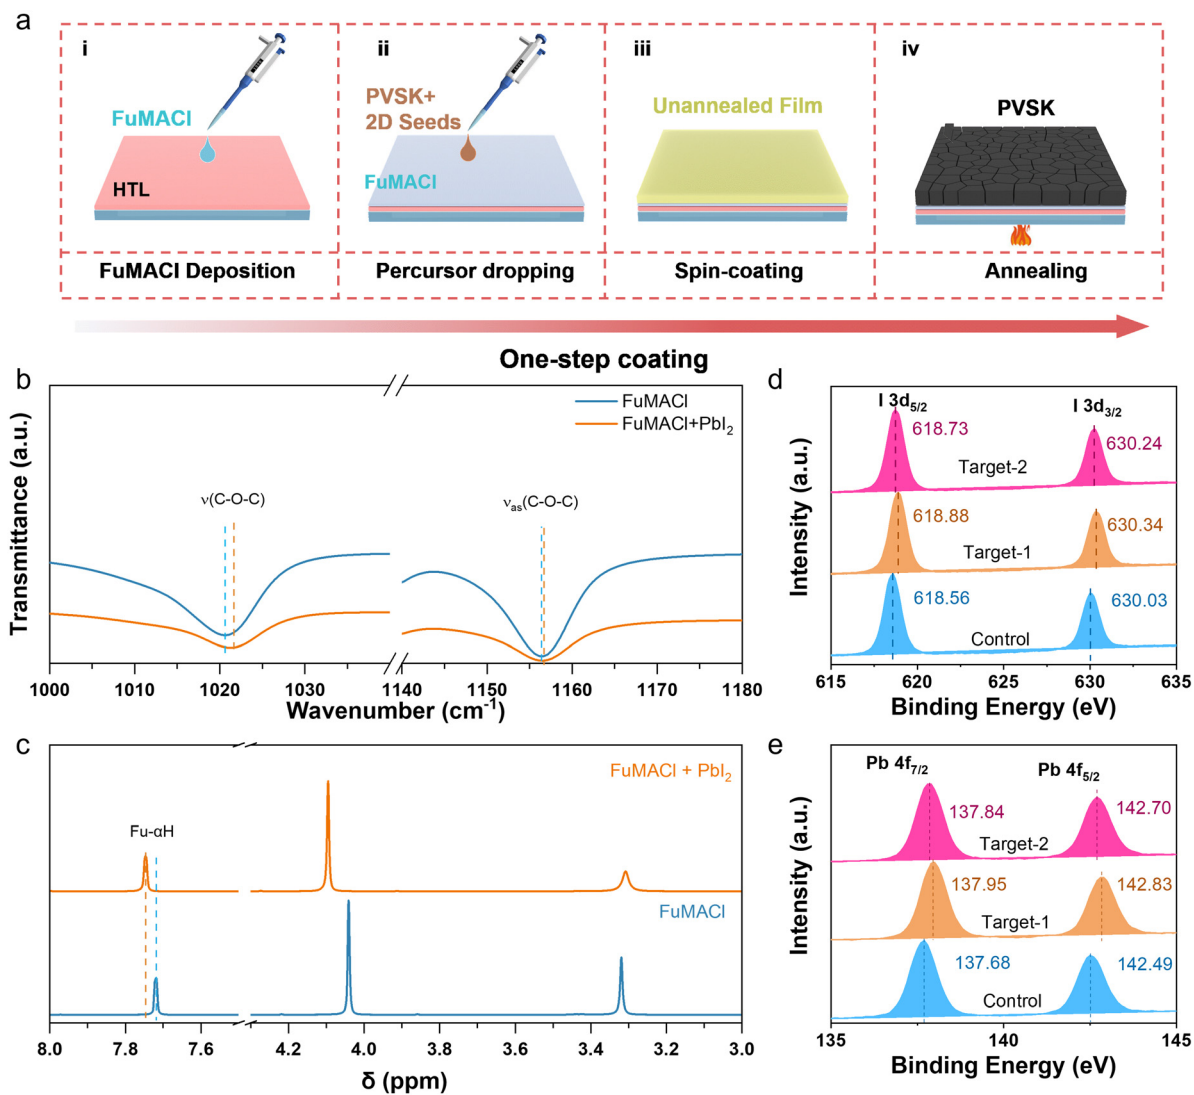 a
i
ii
iii
iv
FuMACl
HTL
PVSK+
2D Seeds
FuMACl
Unannealed Film
PVSK
FuMACl Deposition
Percursor dropping
Spin-coating
Annealing
One-step coating
b
Transmittance (a.u.)
FuMACl
FuMACl+PbI2
ν(C-O-C)
νas(C-O-C)
1000 1010 1020 1030 1140 1150 1160 1170 1180
Wavenumber (cm-1)
c
FuMACl + PbI2
Fu-αH
FuMACl
8.0 7.8 7.6 4.2 4.0 3.8 3.6 3.4 3.2 3.0
δ (ppm)
d
Intensity (a.u.)
I 3d5/2
I 3d3/2
618.73
630.24
Target-2
618.88
630.34
Target-1
618.56
630.03
Control
615 620 625 630 635
Binding Energy (eV)
e
Intensity (a.u.)
Pb 4f7/2
Pb 4f5/2
137.84
142.70
Target-2
137.95
142.83
Target-1
137.68
142.49
Control
135 140 145
Binding Energy (eV)